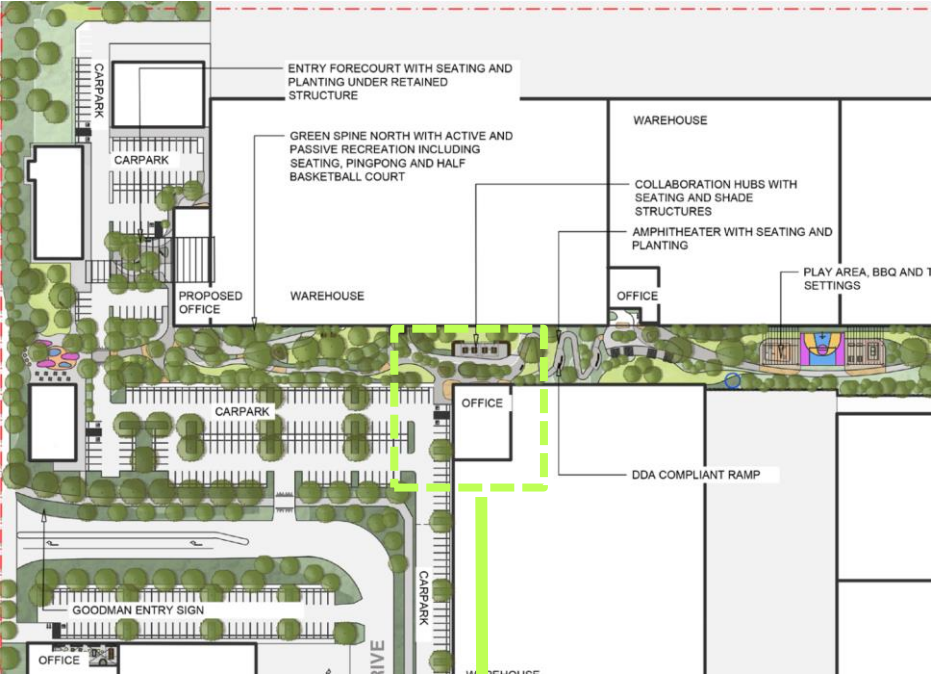 ENTRY FORECOURT WITH SEATING AND
PLANTING UNDER RETAINED
STRUCTURE
CARPARK
WAREHOUSE
GREEN SPINE NORTH WITH ACTIVE AND
PASSIVE RECREATION INCLUDING
SEATING, PINGPONG AND HALF
BASKETBALL COURT
CARPARK
COLLABORATION HUBS WITH
SEATING AND SHADE
STRUCTURES
AMPHITHEATER WITH SEATING AND
PLANTING
PLAY AREA, BBQ AND T
SETTINGS
PROPOSED
OFFICE
WAREHOUSE
OFFICE
CARPARK
OFFICE
DDA COMPLIANT RAMP
CARPARK
GOODMAN ENTRY SIGN
OFFICE
RIVE
WAREHOUSE